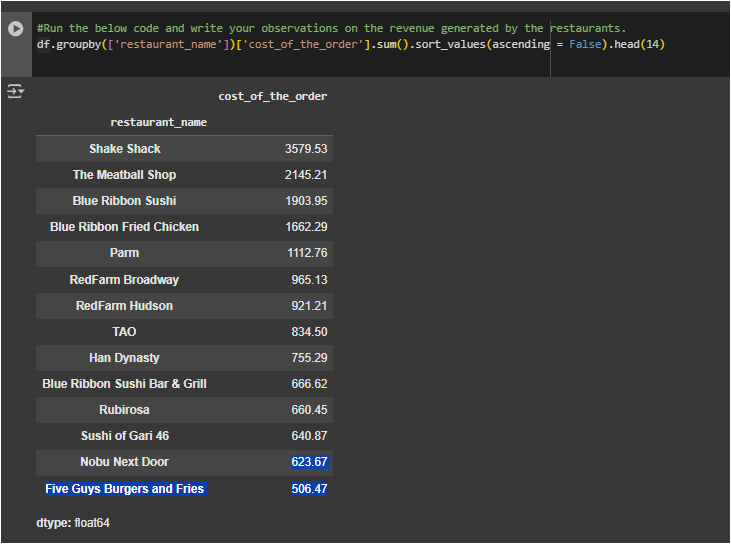 #Run the below code and write your observations on the revenue generated by the restaurants.
df.groupby(['restaurant_name'])['cost_of_the_order'].sum().sort_values(ascending = False).head(14)
cost_of_the_order
restaurant_name
Shake Shack 3579.53
The Meatball Shop 2145.21
Blue Ribbon Sushi 1903.95
Blue Ribbon Fried Chicken 1662.29
Parm 1112.76
RedFarm Broadway 965.13
RedFarm Hudson 921.21
TAO 834.50
Han Dynasty 755.29
Blue Ribbon Sushi Bar & Grill 666.62
Rubirosa 660.45
Sushi of Gari 46 640.87
Nobu Next Door 623.67
Five Guys Burgers and Fries 506.47
dtype: float64